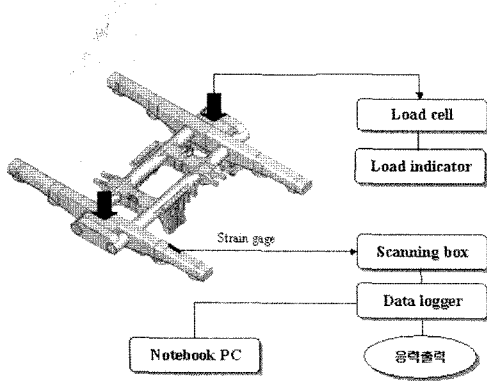 Load cell
Load indicator
Strain gage
Scanning box
Data logger
Notebook PC
응력출력